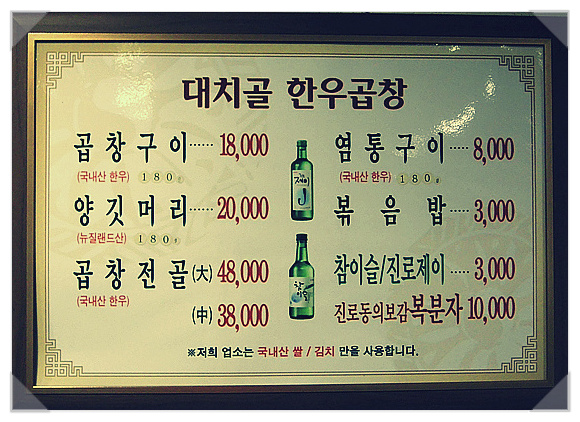 대치골 한우곱창
곱창구이 ······ 18,000
(국내산 한우) 180g
양깃머리 ······ 20,000
(뉴질랜드산) 180g
곱창전골 (大) 48,000
(국내산 한우)
(中) 38,000
염통구이 ····· 8,000
(국내산 한우) 180g
볶음밥 ····· 3,000
참이슬/진로제이 ····· 3,000
진로동의보감복분자 10,000
※저희 업소는 국내산 쌀 / 김치 만을 사용합니다.